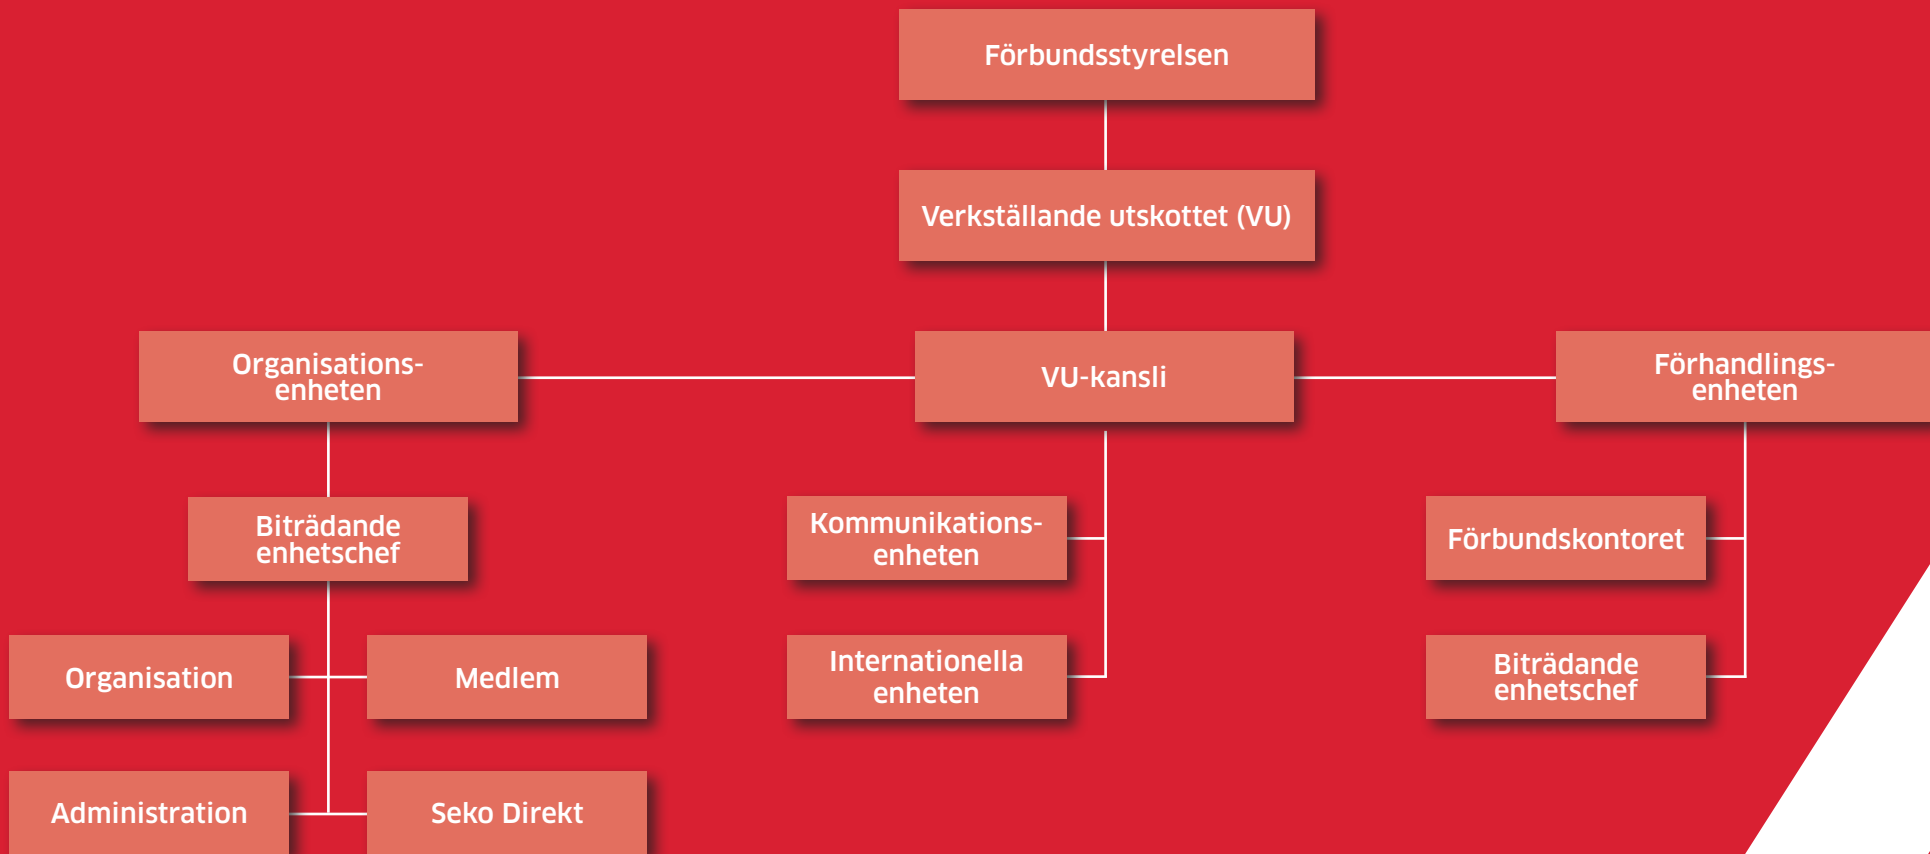 Förbundsstyrelsen
Verkställande utskottet (VU)
Organisations-
enheten
VU-kansli
Förhandlings-
enheten
Biträdande
enhetschef
Kommunikations-
enheten
Förbundskontoret
Organisation
Medlem
Internationella
enheten
Biträdande
enhetschef
Administration
Seko Direkt